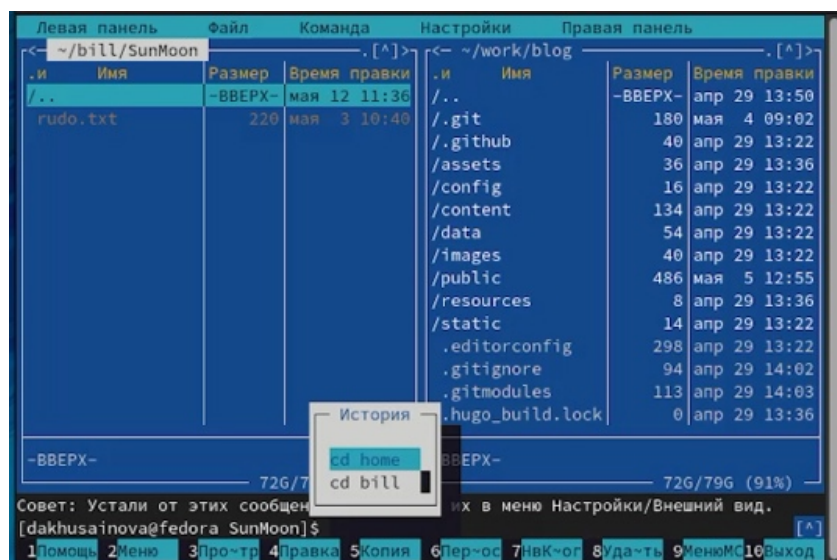 Левая панель Файл Команда Настройки Правая панель
<— ~/bill/SunMoon .[^]>
.и Имя Размер Время правки
/.. -ВВЕРХ- мая 12 11:36
rudo.txt 220 мая 3 10:40
-ВВЕРХ-
72G/7
<— ~/work/blog .[^]>
.и Имя Размер Время правки
/.. -ВВЕРХ- апр 29 13:50
/.git 180 мая 4 09:02
/.github 40 апр 29 13:22
/assets 36 апр 29 13:36
/config 16 апр 29 13:22
/content 134 апр 29 13:22
/data 54 апр 29 13:22
/images 40 апр 29 13:22
/public 486 мая 5 12:55
/resources 8 апр 29 13:36
/static 14 апр 29 13:22
.editorconfig 298 апр 29 13:22
.gitignore 94 апр 29 14:02
.gitmodules 113 апр 29 14:03
.hugo_build.lock 0 апр 29 13:36
ВВЕРХ-
72G/79G (91%)
История
cd home
cd bill
Совет: Устали от этих сообщен их в меню Настройки/Внешний вид.
[dakhusainova@fedora SunMoon]$ [^]
1Помощь 2Меню 3Про~тр 4Правка 5Копия 6Пер~ос 7НвК~ог 8Уда~ть 9МенюМС 10Выход